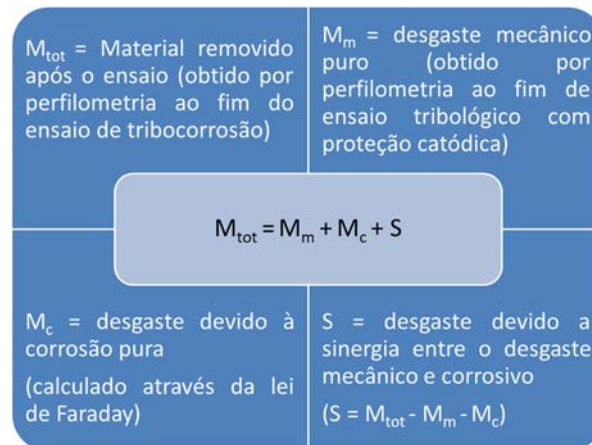 M_tot = Material removido
após o ensaio (obtido por
perfilometria ao fim do
ensaio de tribocorrosão)
M_m = desgaste mecânico
puro (obtido por
perfilometria ao fim de
ensaio tribológico com
proteção catódica)
M_tot = M_m + M_c + S
M_c = desgaste devido à
corrosão pura
(calculado através da lei
de Faraday)
S = desgaste devido a
sinergia entre o desgaste
mecânico e corrosivo
(S = M_tot - M_m - M_c)